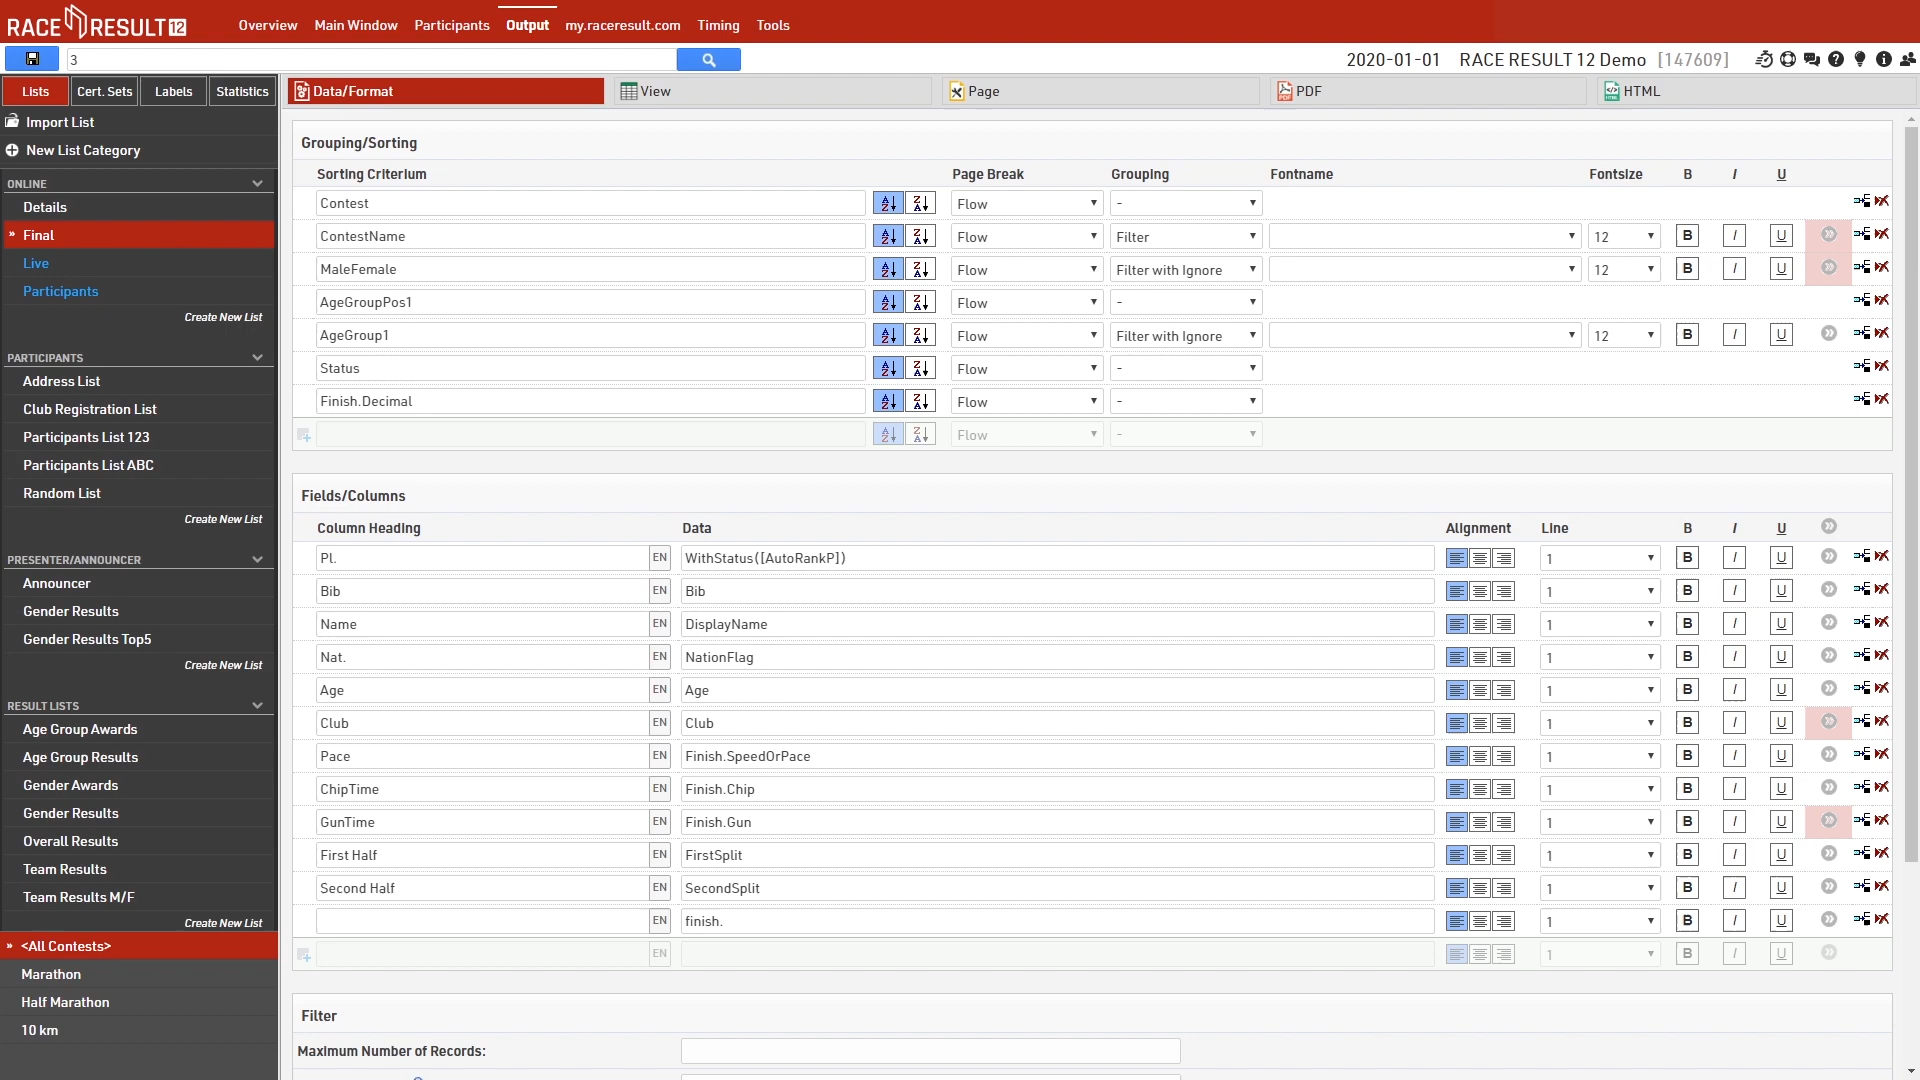 RACE RESULT 12
Overview Main Window Participants Output my.raceresult.com Timing Tools
3
2020-01-01 RACE RESULT 12 Demo [147609]
Lists Cert. Sets Labels Statistics
Data/Format View Page PDF HTML
Import List
New List Category
ONLINE
Details
» Final
Live
Participants
Create New List
PARTICIPANTS
Address List
Club Registration List
Participants List 123
Participants List ABC
Random List
Create New List
PRESENTER/ANNOUNCER
Announcer
Gender Results
Gender Results Top5
Create New List
RESULT LISTS
Age Group Awards
Age Group Results
Gender Awards
Gender Results
Overall Results
Team Results
Team Results M/F
Create New List
» <All Contests>
Marathon
Half Marathon
10 km
Grouping/Sorting
Sorting Criterium Page Break Grouping Fontname Fontsize B I U
Contest Flow -
ContestName Flow Filter 12 B I U
MaleFemale Flow Filter with Ignore 12 B I U
AgeGroupPos1 Flow -
AgeGroup1 Flow Filter with Ignore 12 B I U
Status Flow -
Finish.Decimal Flow -
Flow -
Fields/Columns
Column Heading Data Alignment Line B I U
Pl. EN WithStatus([AutoRankP]) 1 B I U
Bib EN Bib 1 B I U
Name EN DisplayName 1 B I U
Nat. EN NationFlag 1 B I U
Age EN Age 1 B I U
Club EN Club 1 B I U
Pace EN Finish.SpeedOrPace 1 B I U
ChipTime EN Finish.Chip 1 B I U
GunTime EN Finish.Gun 1 B I U
First Half EN FirstSplit 1 B I U
Second Half EN SecondSplit 1 B I U
EN finish. 1 B I U
EN 1 B I U
Filter
Maximum Number of Records: